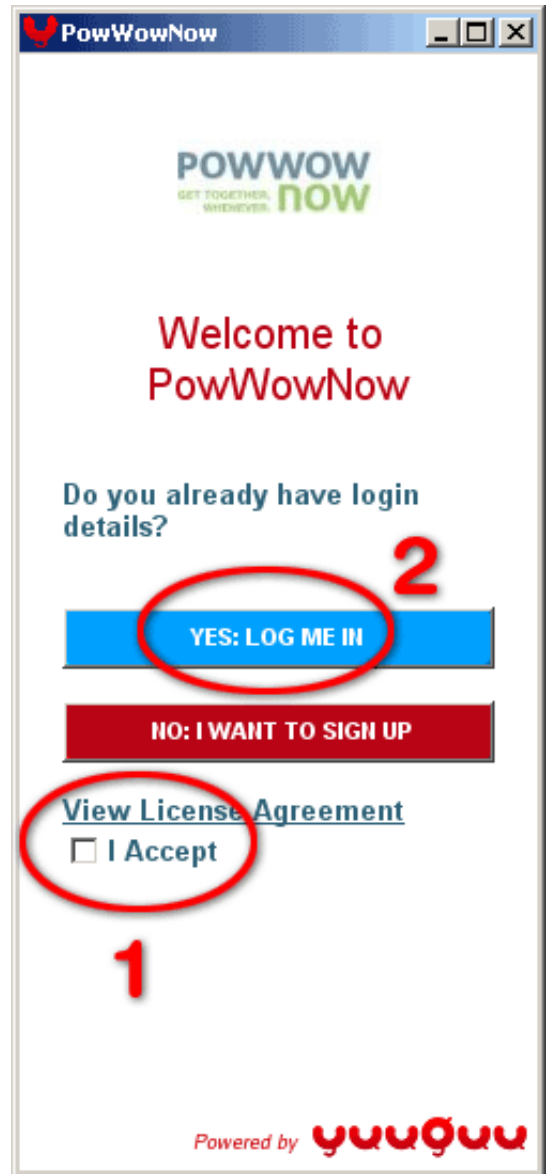 PowWowNow
POWWOW
GET TOGETHER, WHENEVER. NOW
Welcome to
PowWowNow
Do you already have login
details?
2
YES: LOG ME IN
NO: I WANT TO SIGN UP
View License Agreement
I Accept
1
Powered by yuuguu